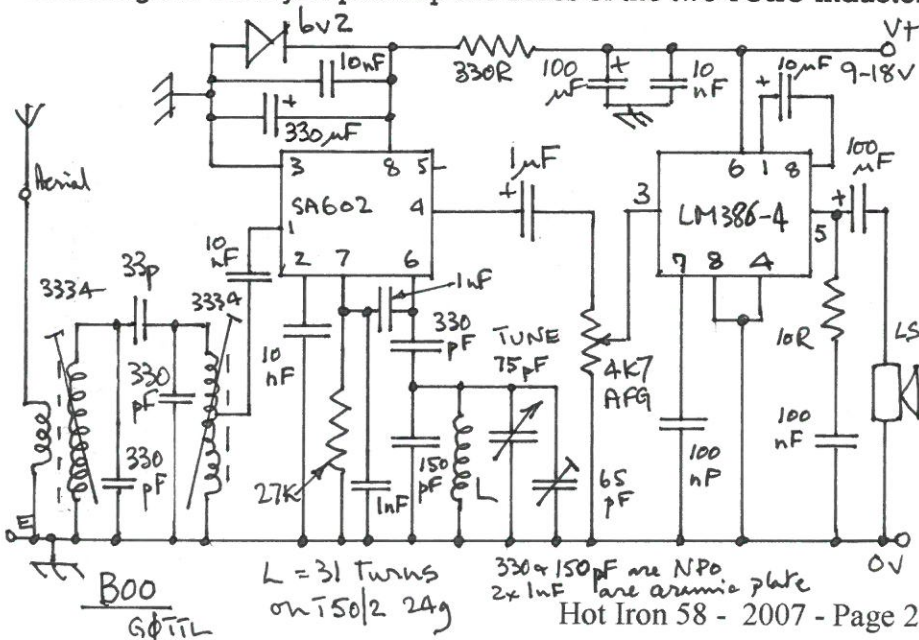 6v2
10nF
330R
100 µF
+
10 nF
10µF
+
V+
9-18V
330µF
+
Aerial
3 8 5
SA602
4
1
2 7 6
1µF
+
3
6 1 8
LM386-4
5
7 8 4
100 µF
+
10 nF
33p
3334
3334
1nF
330 pF
TUNE
75pF
4K7
AFG
10R
LS
10 nF
330 pF
330 pF
27K
1nF
150 pF
L
65 pF
100 nF
100 nF
E
0V
BOO
GØTTL
L = 31 Turns
on T50/2 24g
330 & 150 pF are NPO
2 x 1nF are ceramic plate
Hot Iron 58 - 2007 - Page 2